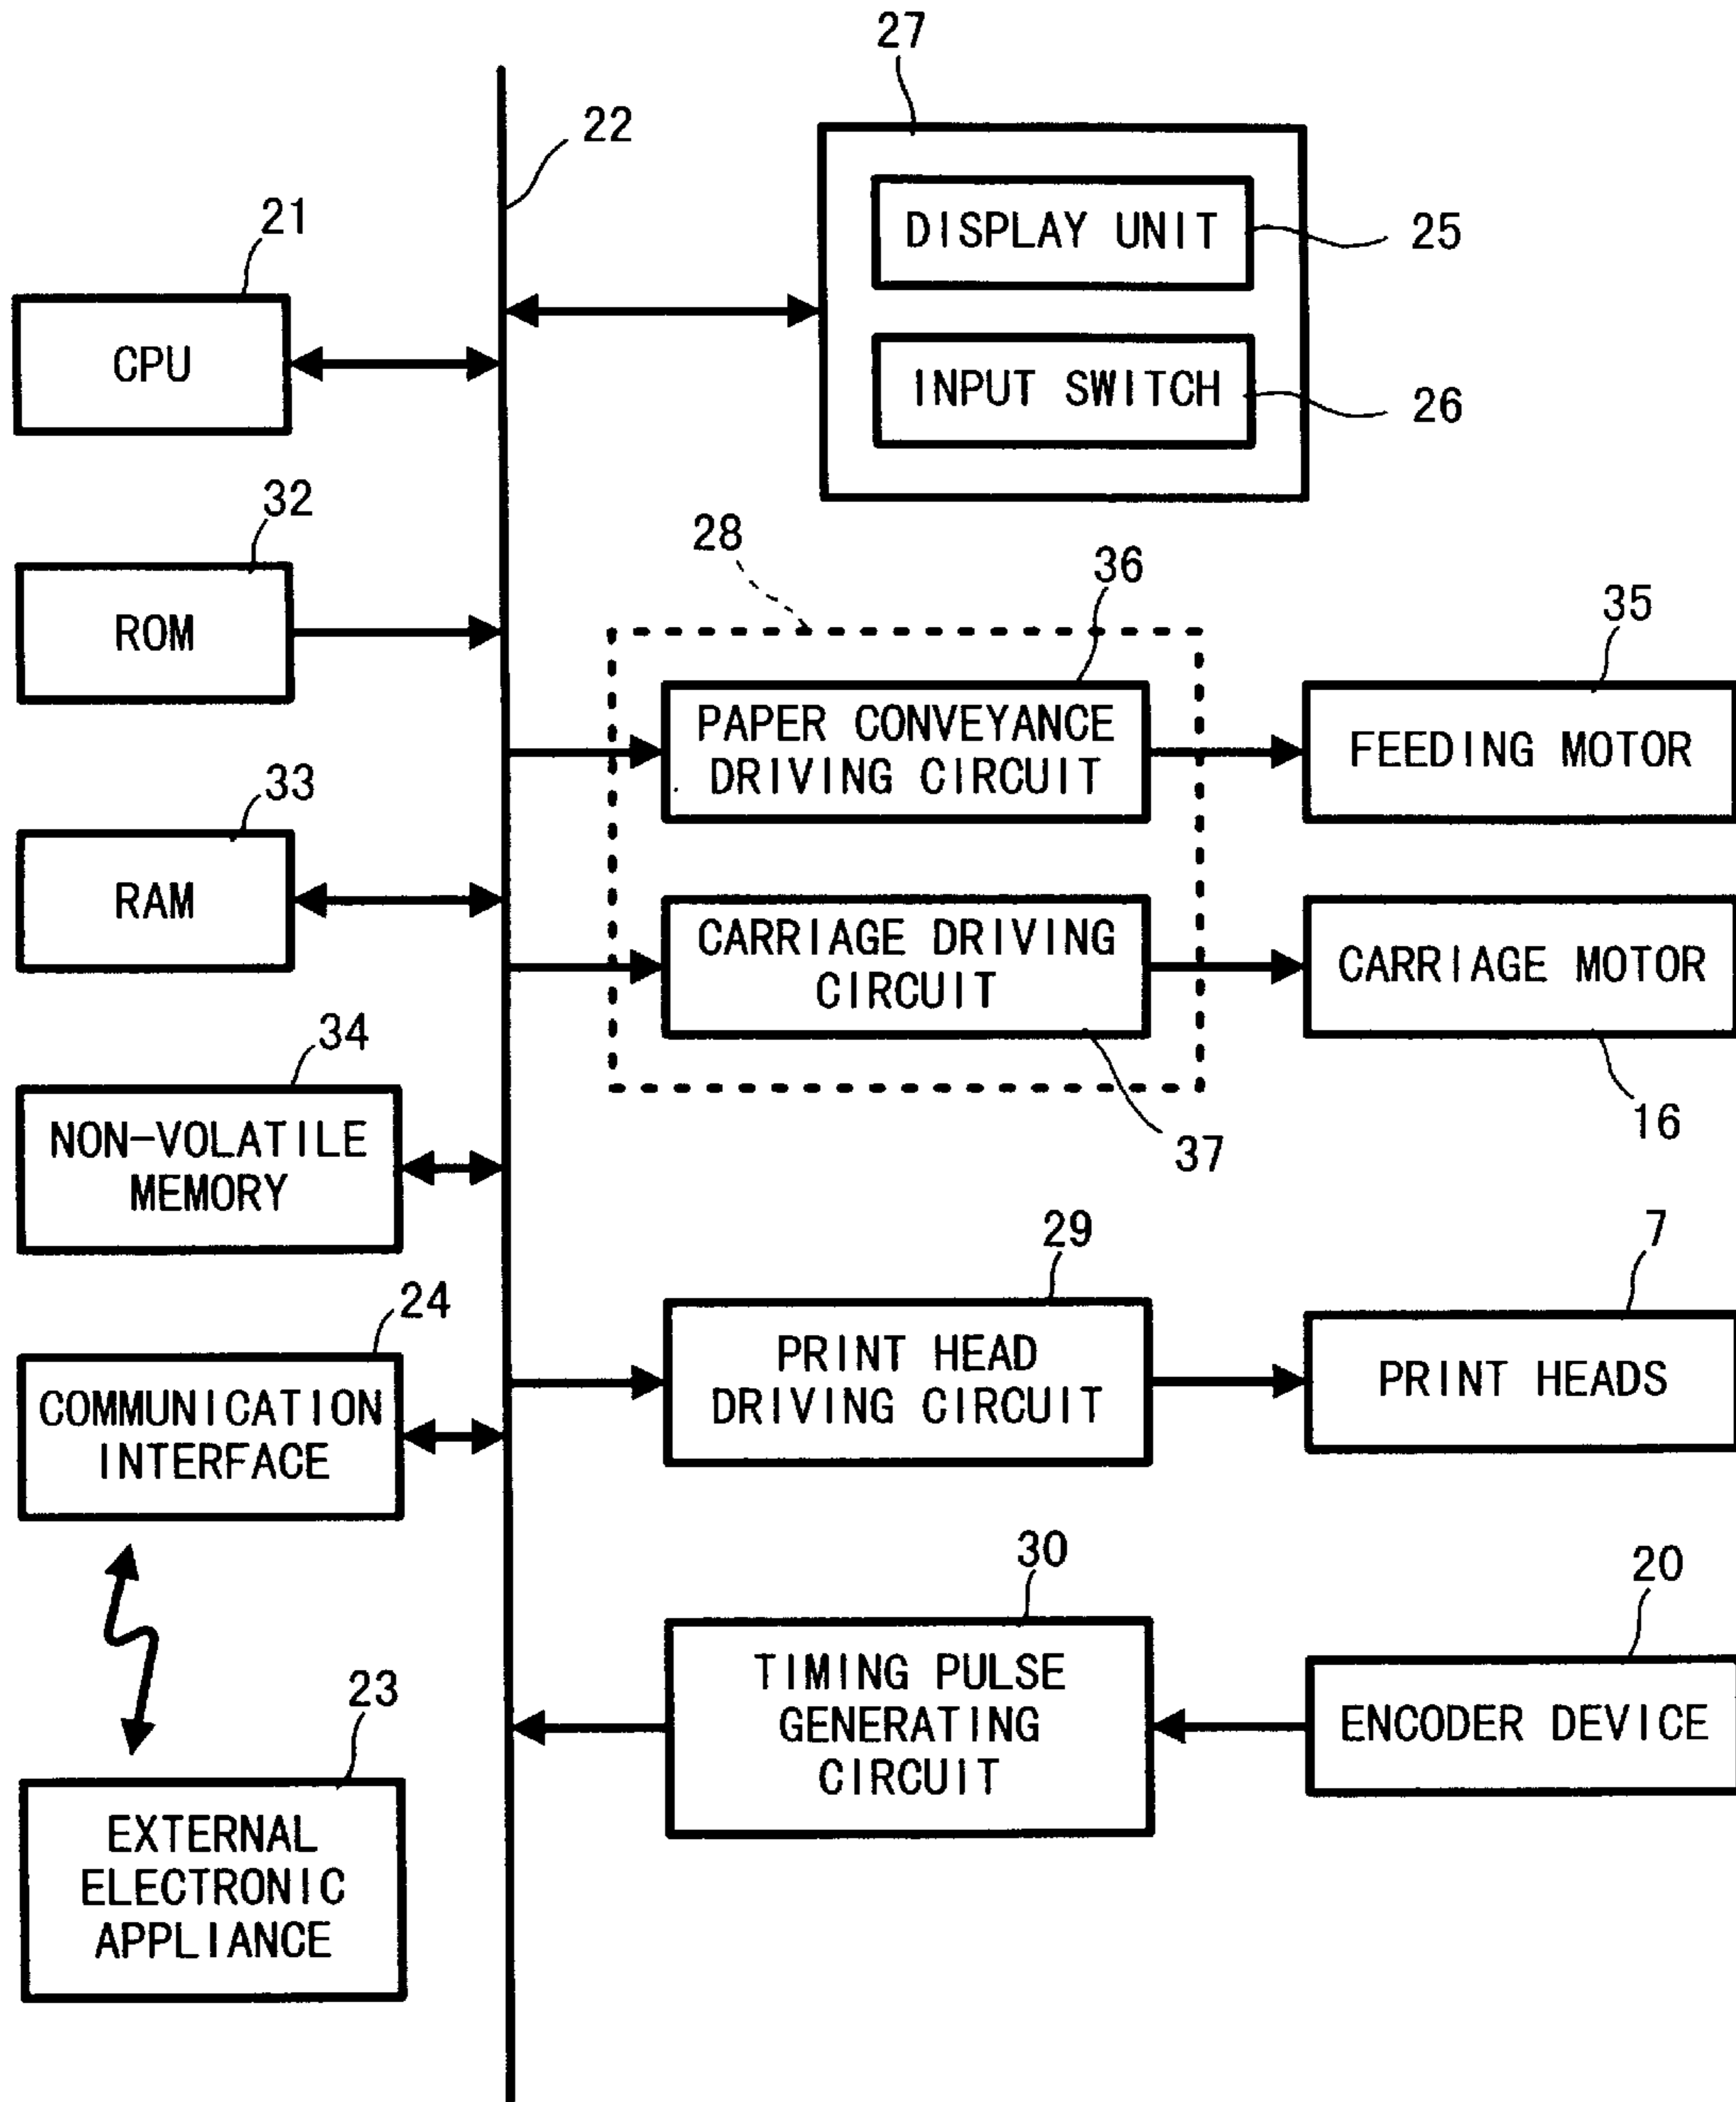 27
22
DISPLAY UNIT
25
21
CPU
INPUT SWITCH
26
32
ROM
28
36
35
PAPER CONVEYANCE
DRIVING CIRCUIT
FEEDING MOTOR
33
RAM
CARRIAGE DRIVING
CIRCUIT
CARRIAGE MOTOR
34
NON-VOLATILE
MEMORY
37
16
24
COMMUNICATION
INTERFACE
29
PRINT HEAD
DRIVING CIRCUIT
7
PRINT HEADS
30
TIMING PULSE
GENERATING
CIRCUIT
20
ENCODER DEVICE
23
EXTERNAL
ELECTRONIC
APPLIANCE